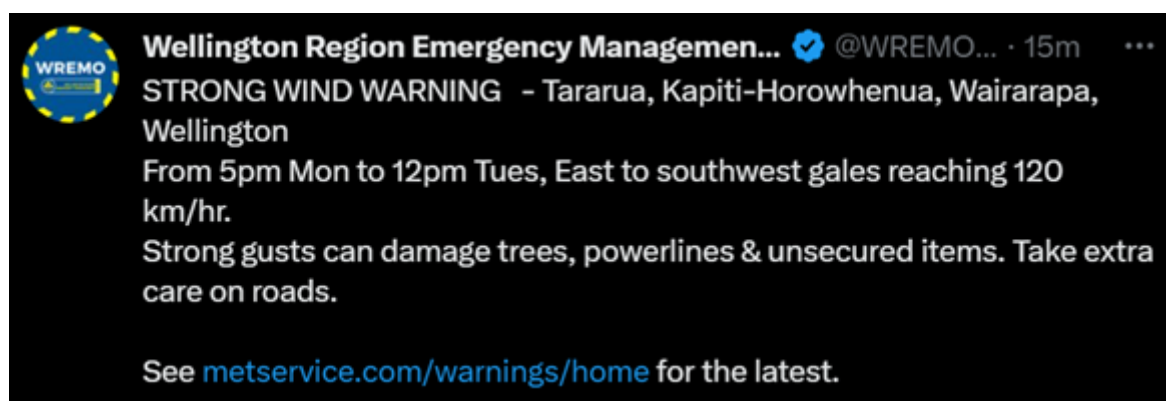 WREMO
Wellington Region Emergency Managemen... @WREMO... · 15m ···
STRONG WIND WARNING - Tararua, Kapiti-Horowhenua, Wairarapa,
Wellington
From 5pm Mon to 12pm Tues, East to southwest gales reaching 120
km/hr.
Strong gusts can damage trees, powerlines & unsecured items. Take extra
care on roads.
See metservice.com/warnings/home for the latest.